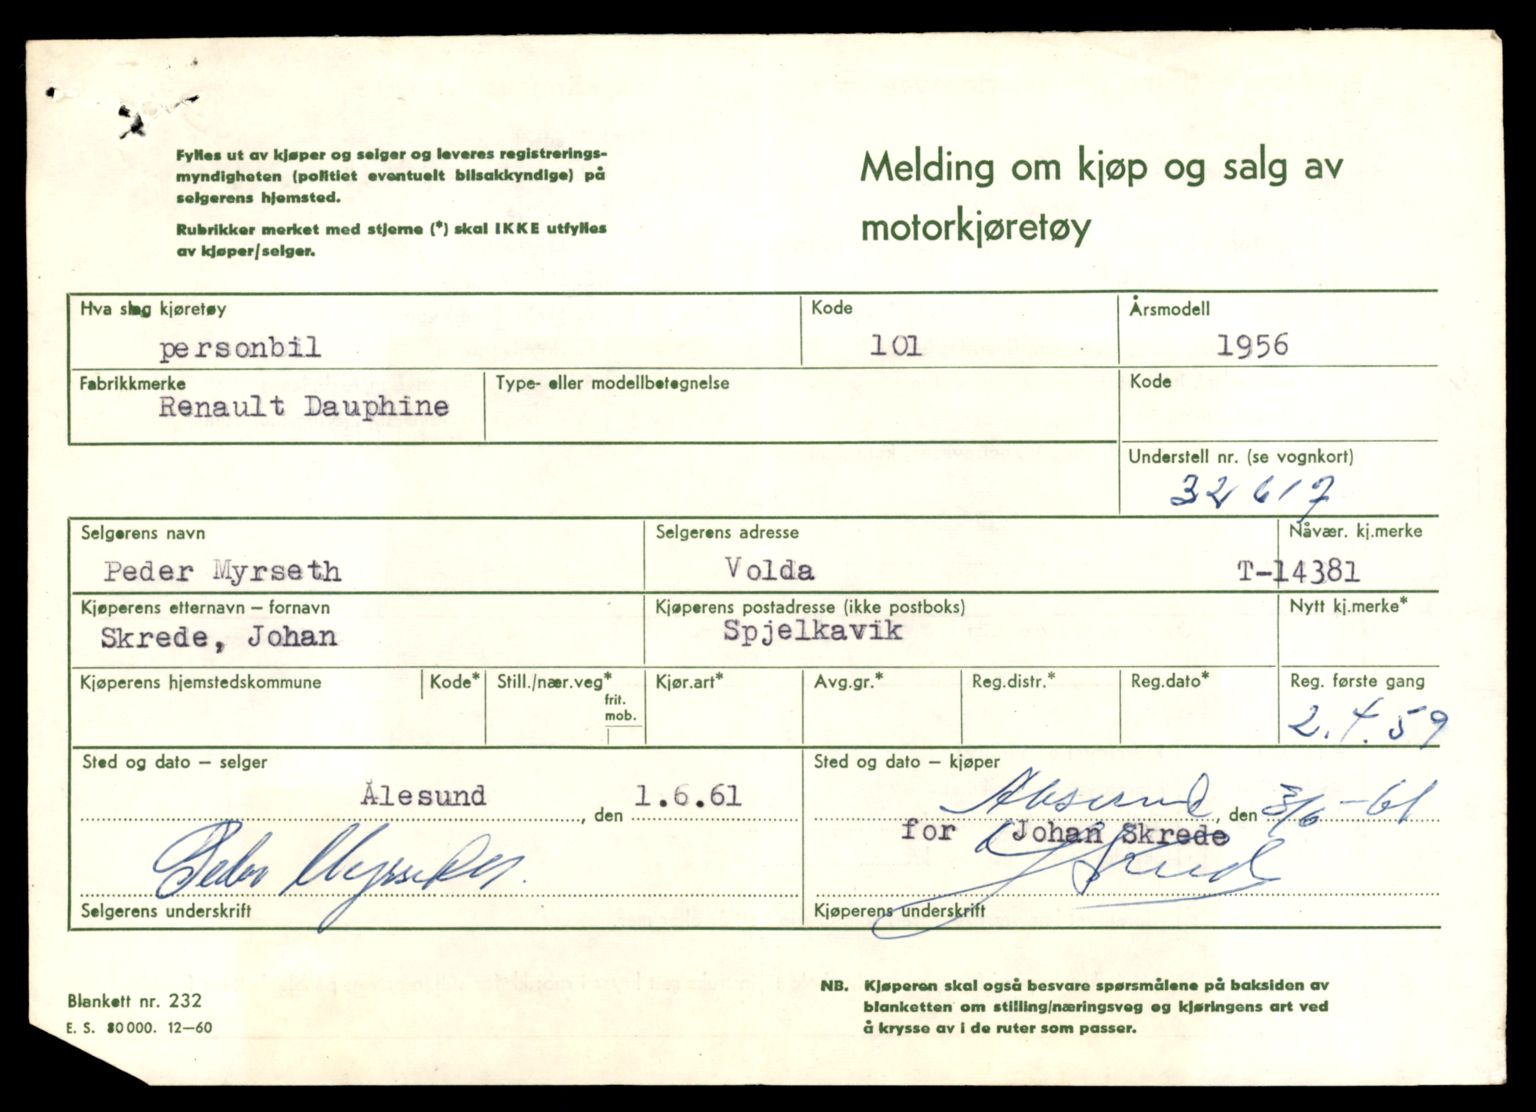 Fylles ut av kjøper og selger og leveres registrerings-
myndigheten (politiet eventuelt bilsakkyndige) på
selgerens hjemsted.
Rubrikker merket med stjerne (*) skal IKKE utfylles
av kjøper/selger.
Melding om kjøp og salg av
motorkjøretøy
Hva slag kjøretøy
Kode
Årsmodell
personbil
101
1956
Fabrikkmerke
Type- eller modellbetegnelse
Kode
Renault Dauphine
Understell nr. (se vognkort)
32617
Selgerens navn
Selgerens adresse
Nåvær. kj.merke
Peder Myrseth
Volda
T-14381
Kjøperens etternavn – fornavn
Kjøperens postadresse (ikke postboks)
Nytt kj.merke*
Skrede, Johan
Spjelkavik
Kjøperens hjemstedskommune
Kode*
Still./nær.veg*
frit.
mob.
Kjør.art*
Avg.gr.*
Reg.distr.*
Reg.dato*
Reg. første gang
2.4.59
Sted og dato – selger
Sted og dato – kjøper
Ålesund, den 1.6.61
Ålesund, den 3/6-61
for Johan Skrede
Peder Myrseth
Selgerens underskrift
Kjøperens underskrift
Blankett nr. 232
E. S. 80000. 12–60
NB. Kjøperen skal også besvare spørsmålene på baksiden av
blanketten om stilling/næringsveg og kjøringens art ved
å krysse av i de ruter som passer.